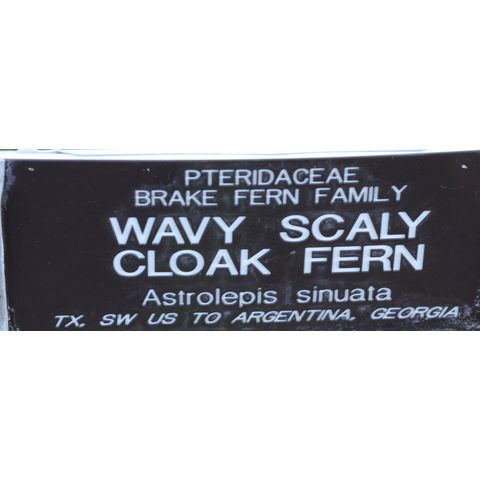 PTERIDACEAE
BRAKE FERN FAMILY
WAVY SCALY
CLOAK FERN
Astrolepis sinuata
TX, SW US TO ARGENTINA, GEORGIA